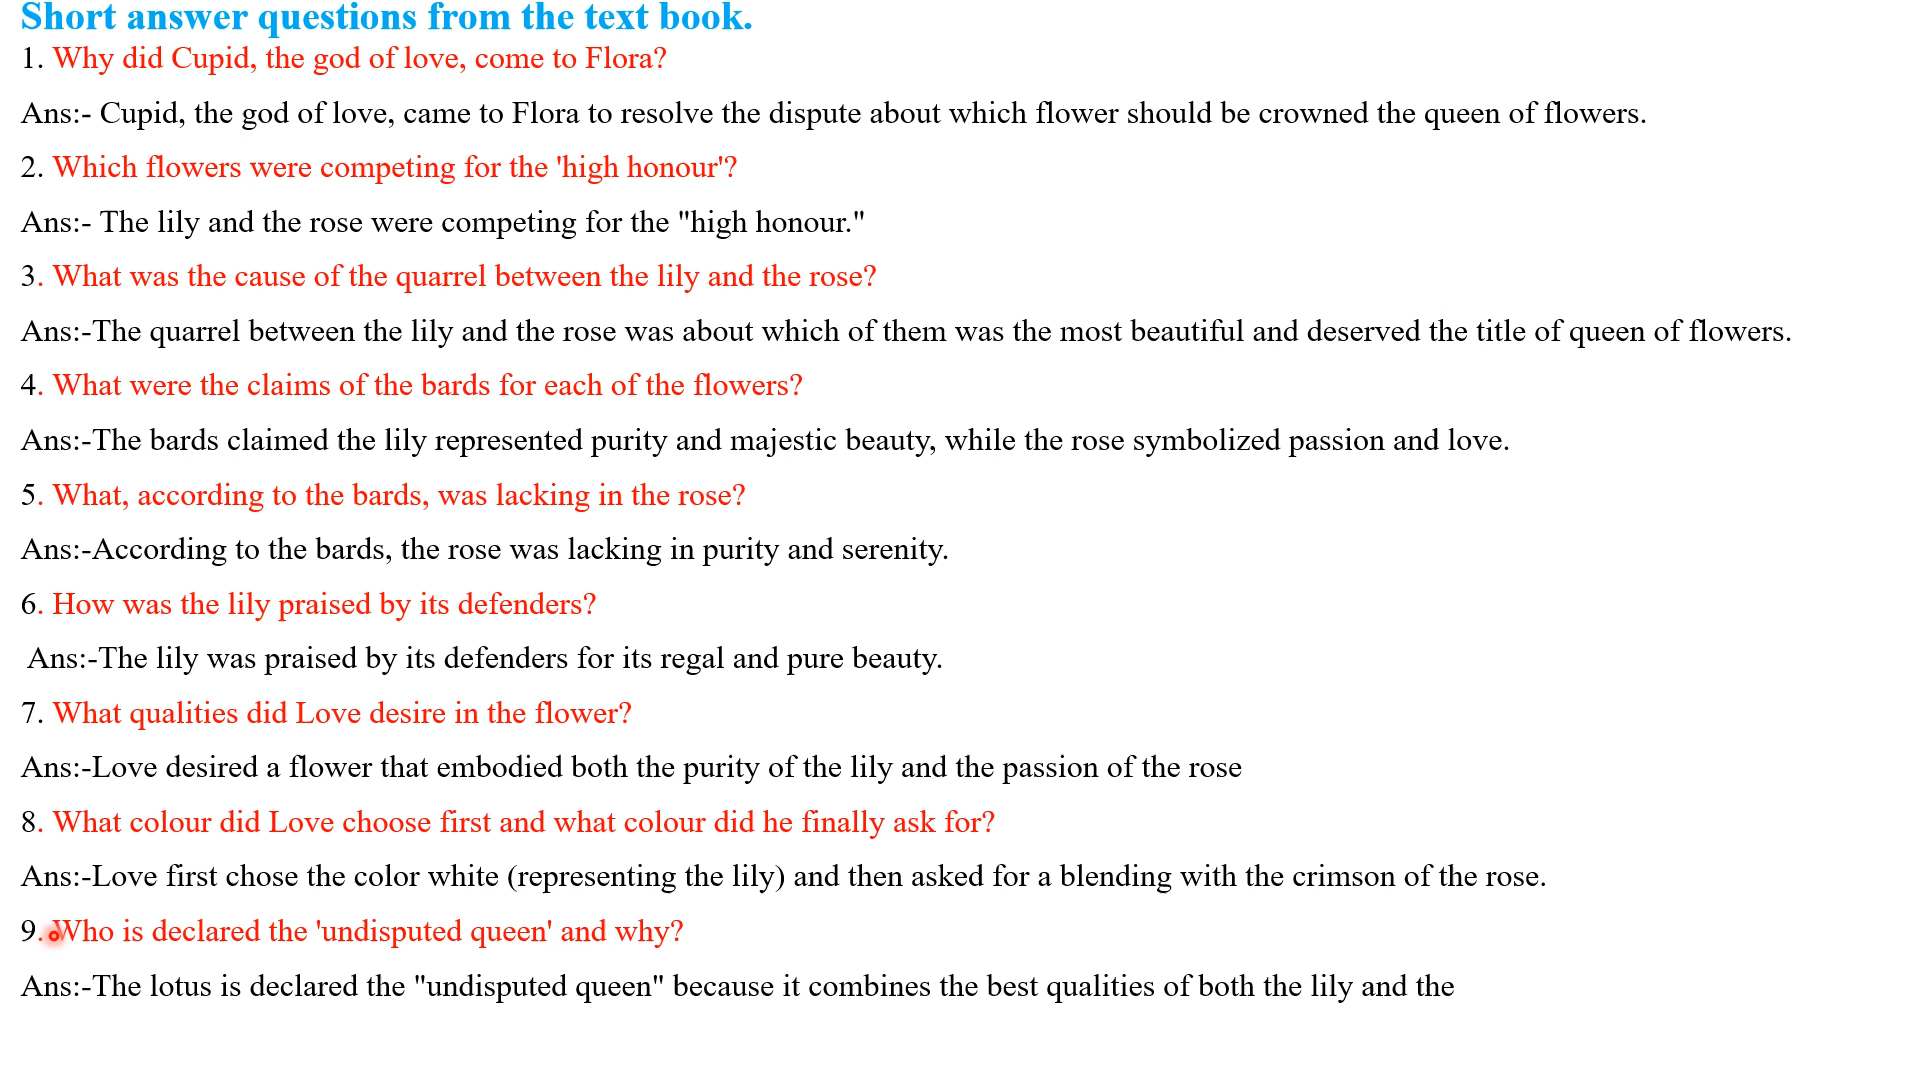 Short answer questions from the text book.
1. Why did Cupid, the god of love, come to Flora?
Ans:- Cupid, the god of love, came to Flora to resolve the dispute about which flower should be crowned the queen of flowers.
2. Which flowers were competing for the 'high honour'?
Ans:- The lily and the rose were competing for the "high honour."
3. What was the cause of the quarrel between the lily and the rose?
Ans:-The quarrel between the lily and the rose was about which of them was the most beautiful and deserved the title of queen of flowers.
4. What were the claims of the bards for each of the flowers?
Ans:-The bards claimed the lily represented purity and majestic beauty, while the rose symbolized passion and love.
5. What, according to the bards, was lacking in the rose?
Ans:-According to the bards, the rose was lacking in purity and serenity.
6. How was the lily praised by its defenders?
Ans:-The lily was praised by its defenders for its regal and pure beauty.
7. What qualities did Love desire in the flower?
Ans:-Love desired a flower that embodied both the purity of the lily and the passion of the rose
8. What colour did Love choose first and what colour did he finally ask for?
Ans:-Love first chose the color white (representing the lily) and then asked for a blending with the crimson of the rose.
9. Who is declared the 'undisputed queen' and why?
Ans:-The lotus is declared the "undisputed queen" because it combines the best qualities of both the lily and the